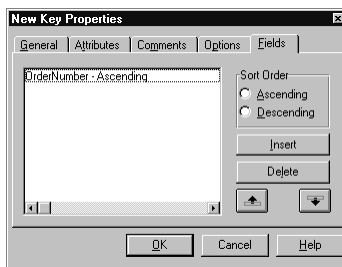 New Key Properties
General
Attributes
Comments
Options
Fields
OrderNumber - Ascending
Sort Order
Ascending
Descending
Insert
Delete
OK
Cancel
Help